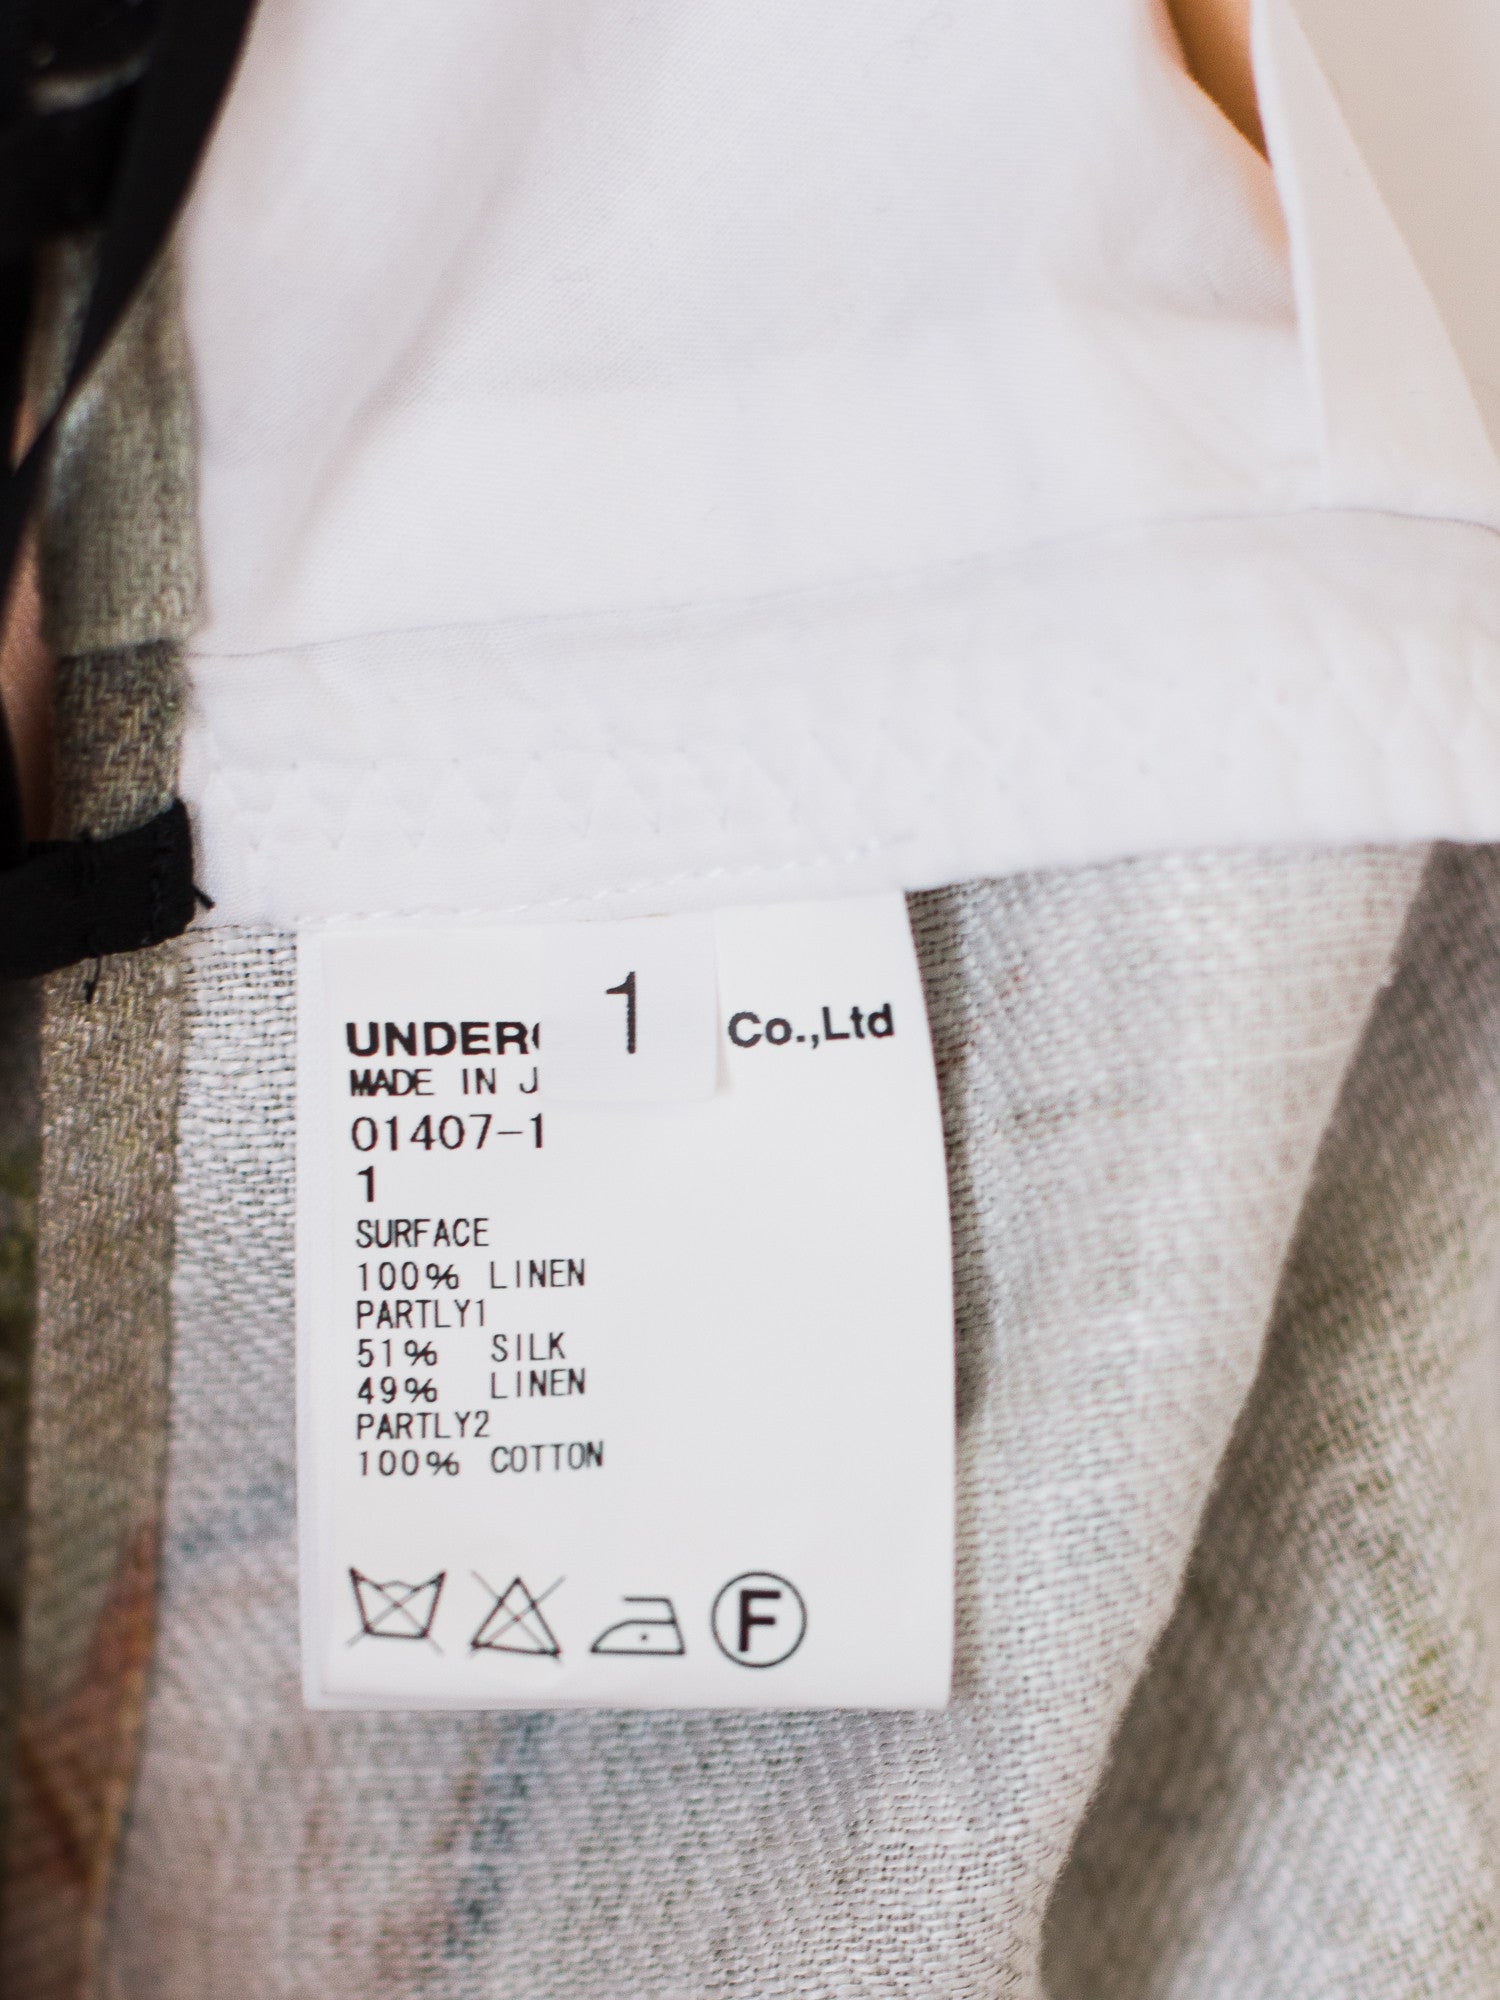 1
UNDER Co.,Ltd
MADE IN J
01407-1
1
SURFACE
100% LINEN
PARTLY1
51% SILK
49% LINEN
PARTLY2
100% COTTON
F